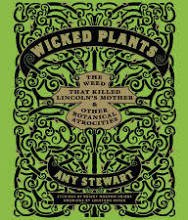 WICKED PLANTS
THE
WEED
THAT KILLED
LINCOLN'S MOTHER
& OTHER
BOTANICAL
ATROCITIES
AMY STEWART